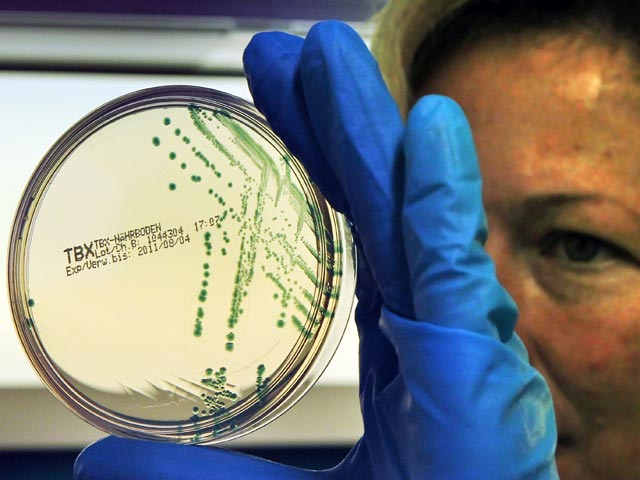 TBX TBX-NÄHRBODEN
Lot/Ch.B: 1044304 17:07
Exp/Verw.bis: 2011/08/04